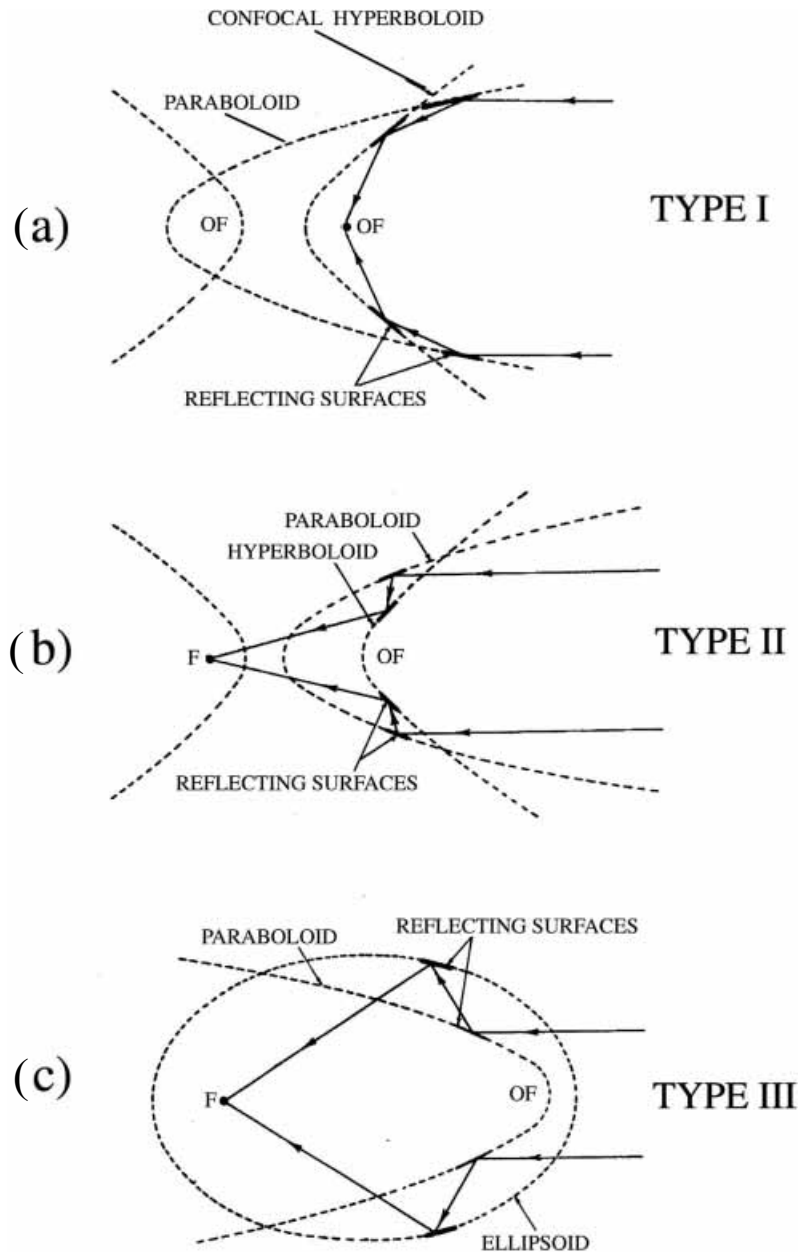 CONFOCAL HYPERBOLOID
PARABOLOID
(a)
OF
OF
TYPE I
REFLECTING SURFACES
PARABOLOID
HYPERBOLOID
(b)
F
OF
TYPE II
REFLECTING SURFACES
REFLECTING SURFACES
PARABOLOID
(c)
F
OF
TYPE III
ELLIPSOID